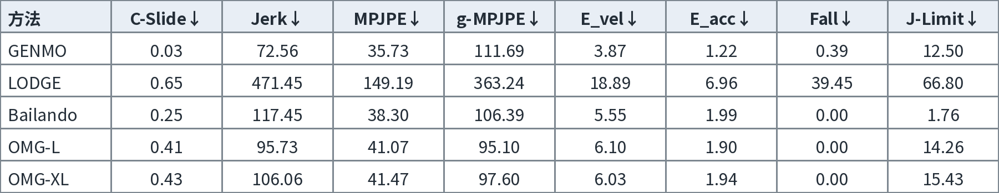 方法 C-Slide↓ Jerk↓ MPJPE↓ g-MPJPE↓ E_vel↓ E_acc↓ Fall↓ J-Limit↓
GENMO 0.03 72.56 35.73 111.69 3.87 1.22 0.39 12.50
LODGE 0.65 471.45 149.19 363.24 18.89 6.96 39.45 66.80
Bailando 0.25 117.45 38.30 106.39 5.55 1.99 0.00 1.76
OMG-L 0.41 95.73 41.07 95.10 6.10 1.90 0.00 14.26
OMG-XL 0.43 106.06 41.47 97.60 6.03 1.94 0.00 15.43